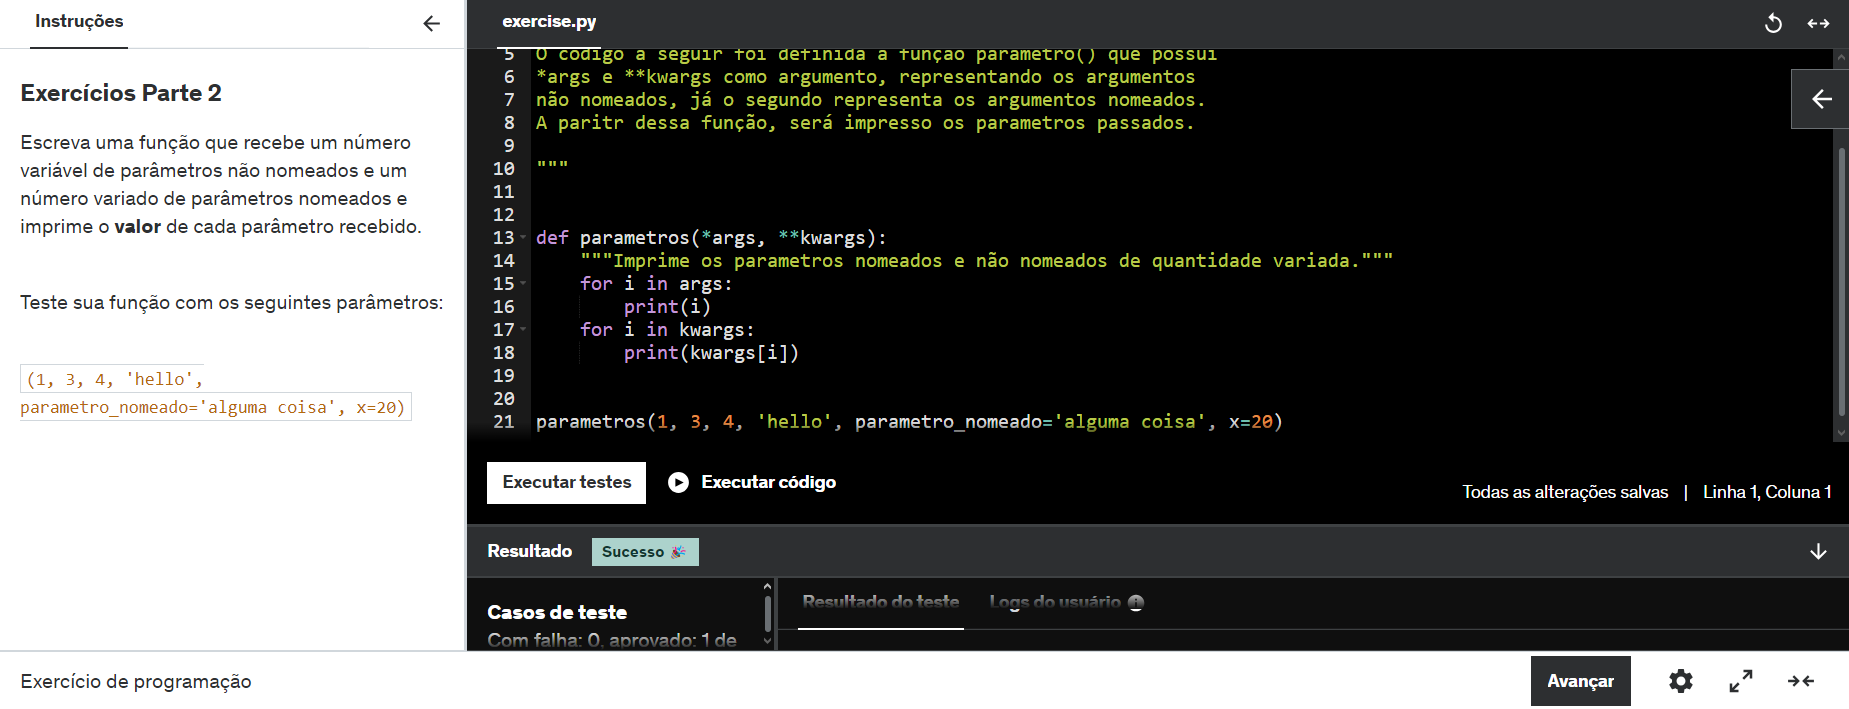 Instruções
Exercícios Parte 2
Escreva uma função que recebe um número
variável de parâmetros não nomeados e um
número variado de parâmetros nomeados e
imprime o valor de cada parâmetro recebido.
Teste sua função com os seguintes parâmetros:
(1, 3, 4, 'hello',
parametro_nomeado='alguma coisa', x=20)
exercise.py
5 O código a seguir foi definida a função parametro() que possui
6 *args e **kwargs como argumento, representando os argumentos
7 não nomeados, já o segundo representa os argumentos nomeados.
8 A paritr dessa função, será impresso os parametros passados.
9
10 """
11
12
13 def parametros(*args, **kwargs):
14 """Imprime os parametros nomeados e não nomeados de quantidade variada."""
15 for i in args:
16 print(i)
17 for i in kwargs:
18 print(kwargs[i])
19
20
21 parametros(1, 3, 4, 'hello', parametro_nomeado='alguma coisa', x=20)
Executar testes
Executar código
Todas as alterações salvas | Linha 1, Coluna 1
Resultado
Sucesso 🎉
Casos de teste
Com falha: 0, aprovado: 1 de
Resultado do teste
Logs do usuário
Exercício de programação
Avançar